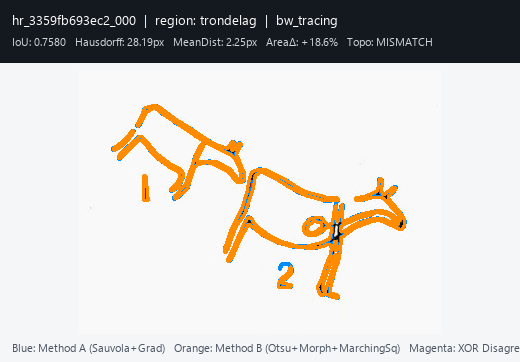 hr_3359fb693ec2_000 | region: trondelag | bw_tracing
IoU: 0.7580 Hausdorff: 28.19px MeanDist: 2.25px AreaΔ: +18.6% Topo: MISMATCH
1
2
Blue: Method A (Sauvola+Grad) Orange: Method B (Otsu+Morph+MarchingSq) Magenta: XOR Disagre